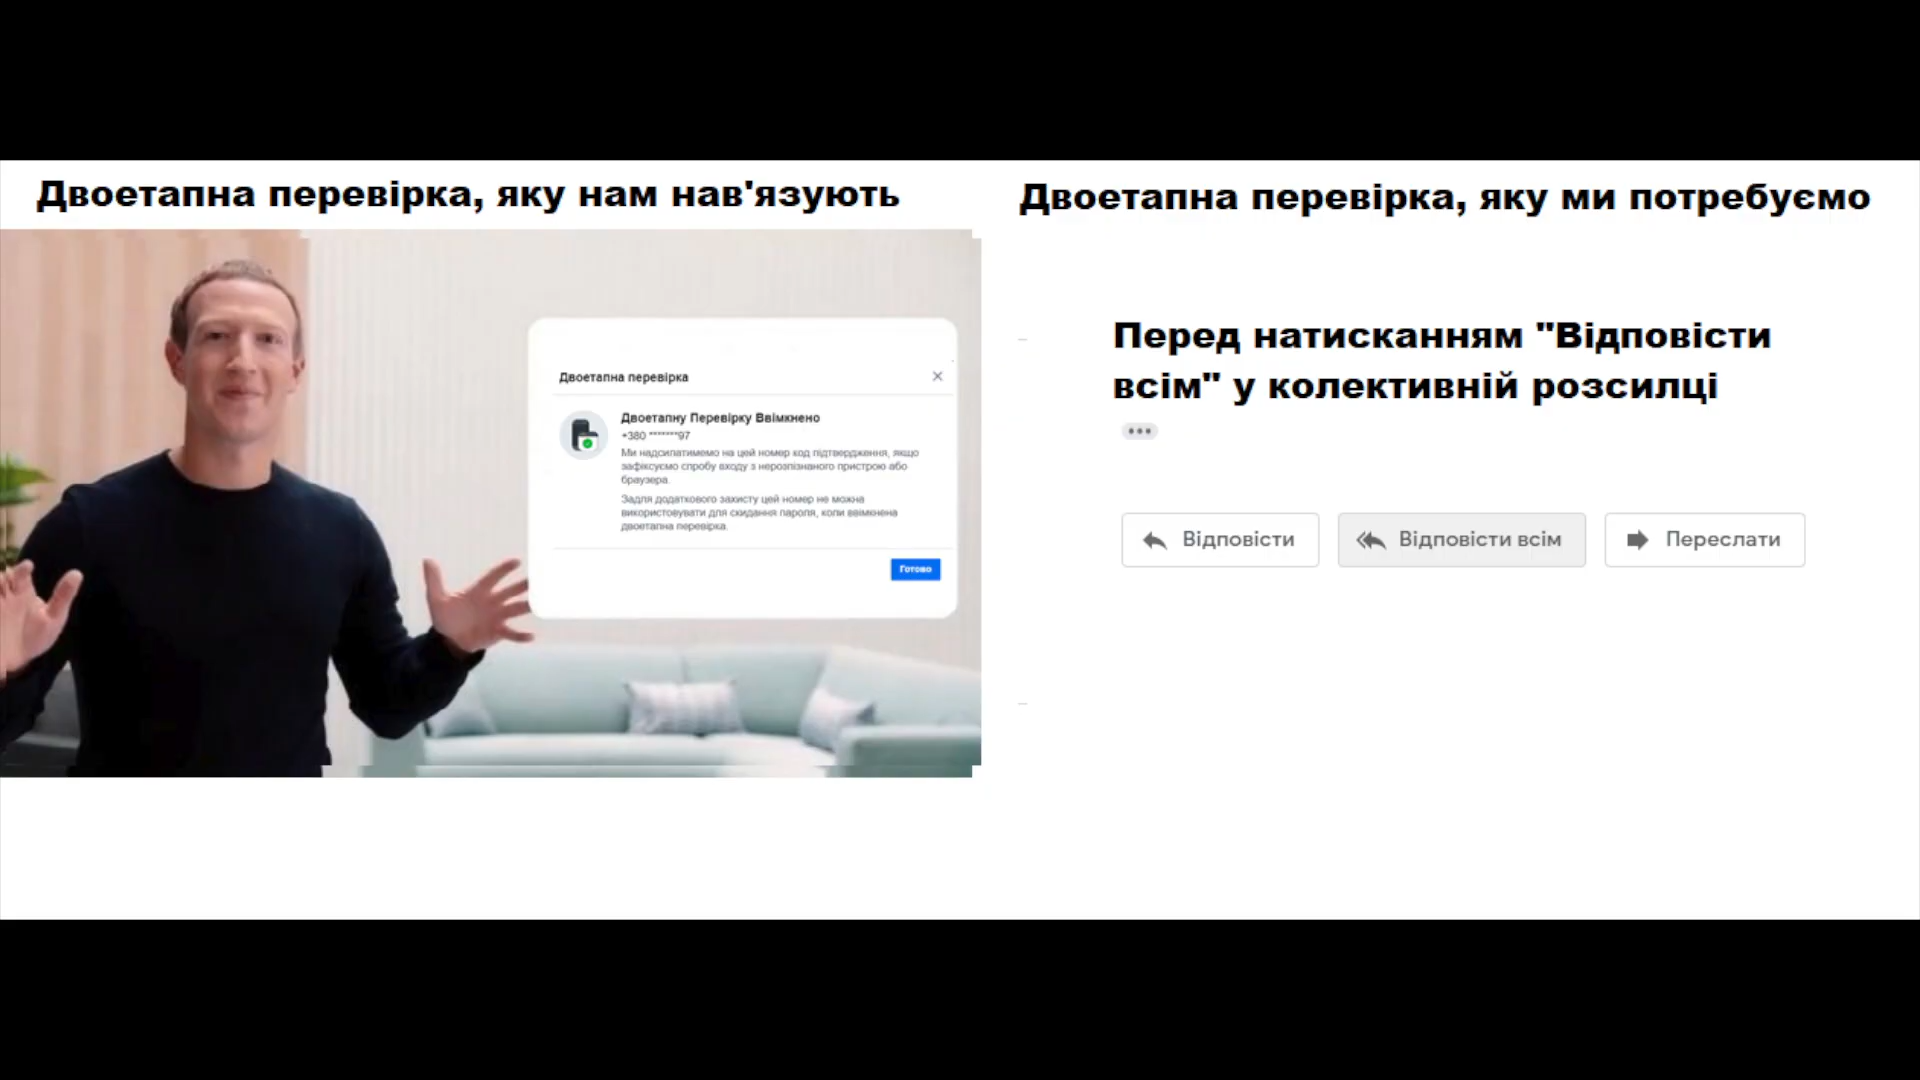 Двоетапна перевірка, яку нам нав'язують
Двоетапна перевірка
Двоетапну Перевірку Ввімкнено
+380 *******97
Ми надсилатимемо на цей номер код підтвердження, якщо
зафіксуємо спробу входу з нерозпізнаного пристрою або
браузера.
Задля додаткового захисту цей номер не можна
використовувати для скидання пароля, коли ввімкнена
двоетапна перевірка.
Готово
Двоетапна перевірка, яку ми потребуємо
Перед натисканням "Відповісти
всім" у колективній розсилці
Відповісти
Відповісти всім
Переслати